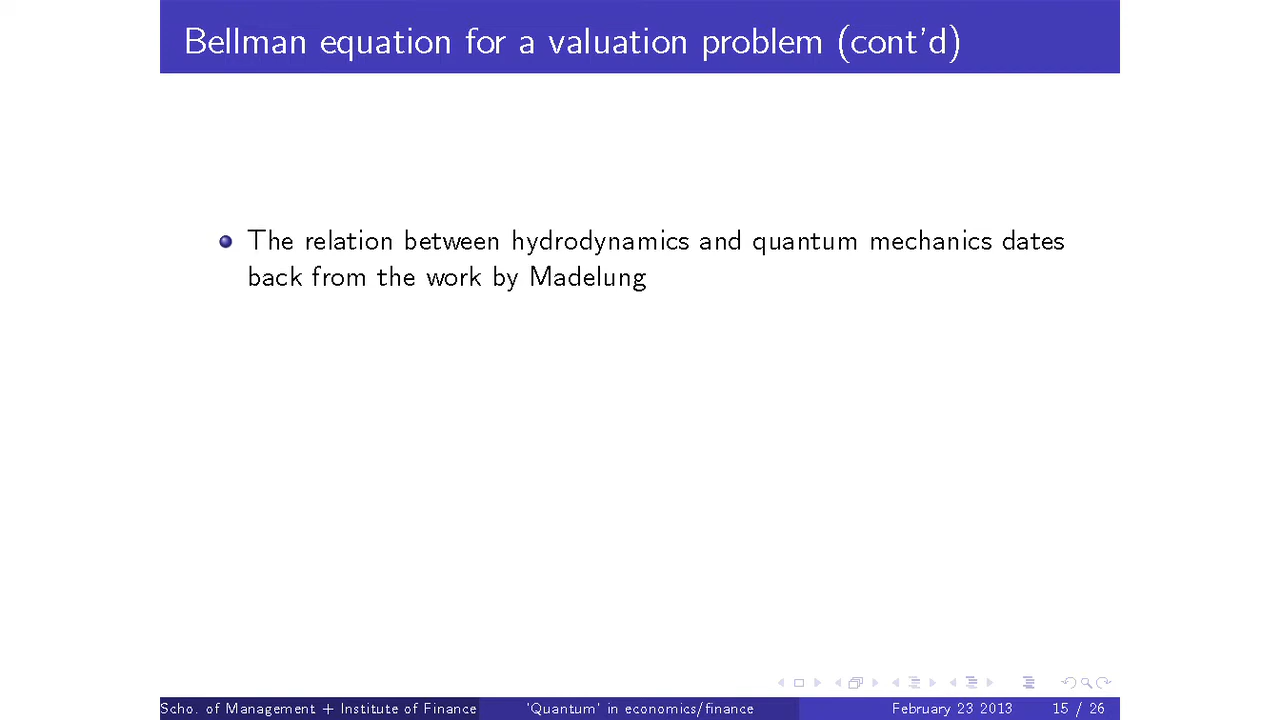 Bellman equation for a valuation problem (cont'd)
The relation between hydrodynamics and quantum mechanics dates
back from the work by Madelung
Scho. of Management + Institute of Finance
'Quantum' in economics/finance
February 23 2013
15 / 26